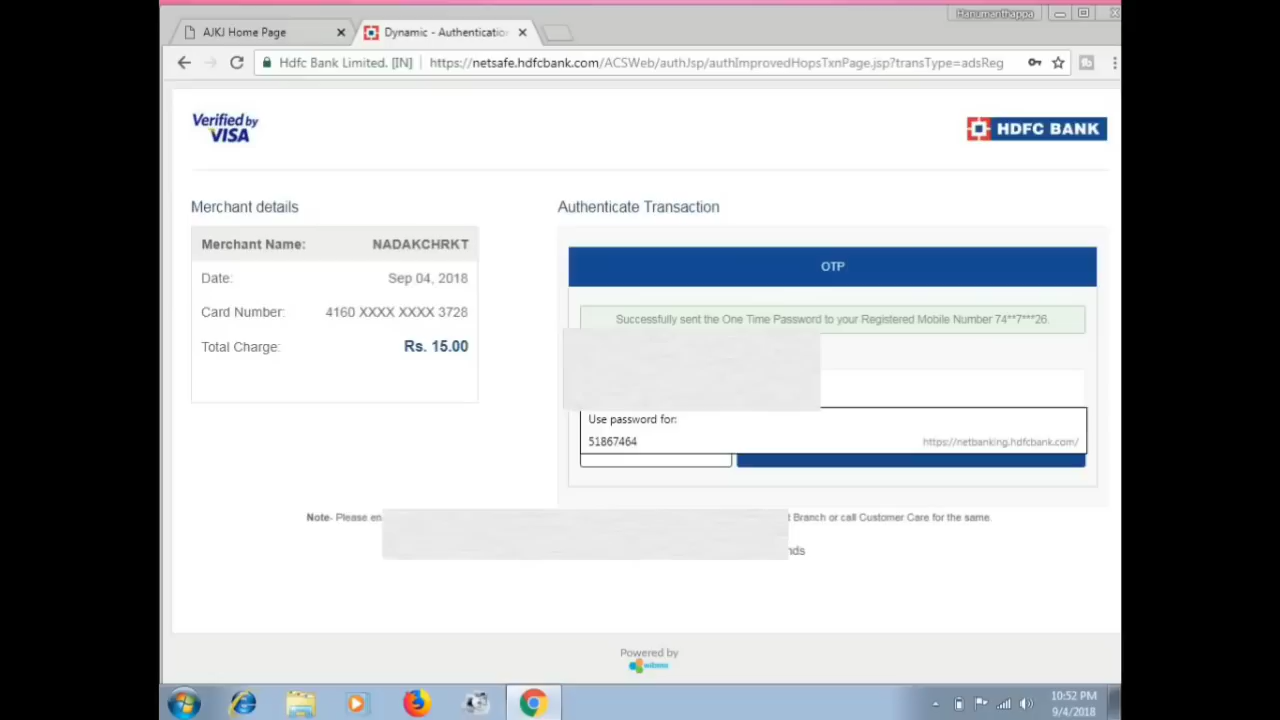 Hanumanthappa
AJKJ Home Page
Dynamic - Authentication
Hdfc Bank Limited. [IN] https://netsafe.hdfcbank.com/ACSWeb/authJsp/authImprovedHopsTxnPage.jsp?transType=adsReg
Verified by
VISA
HDFC BANK
Merchant details
Merchant Name: NADAKCHRKT
Date: Sep 04, 2018
Card Number: 4160 XXXX XXXX 3728
Total Charge: Rs. 15.00
Authenticate Transaction
OTP
Successfully sent the One Time Password to your Registered Mobile Number 74**7***26.
Use password for:
51867464 https://netbanking.hdfcbank.com/
Note- Please en
Branch or call Customer Care for the same.
Powered by
10:52 PM
9/4/2018